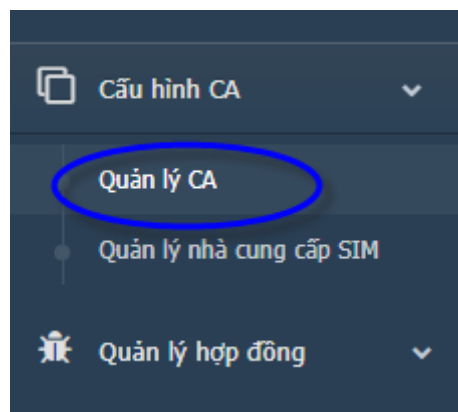 Cấu hình CA
Quản lý CA
Quản lý nhà cung cấp SIM
Quản lý hợp đồng